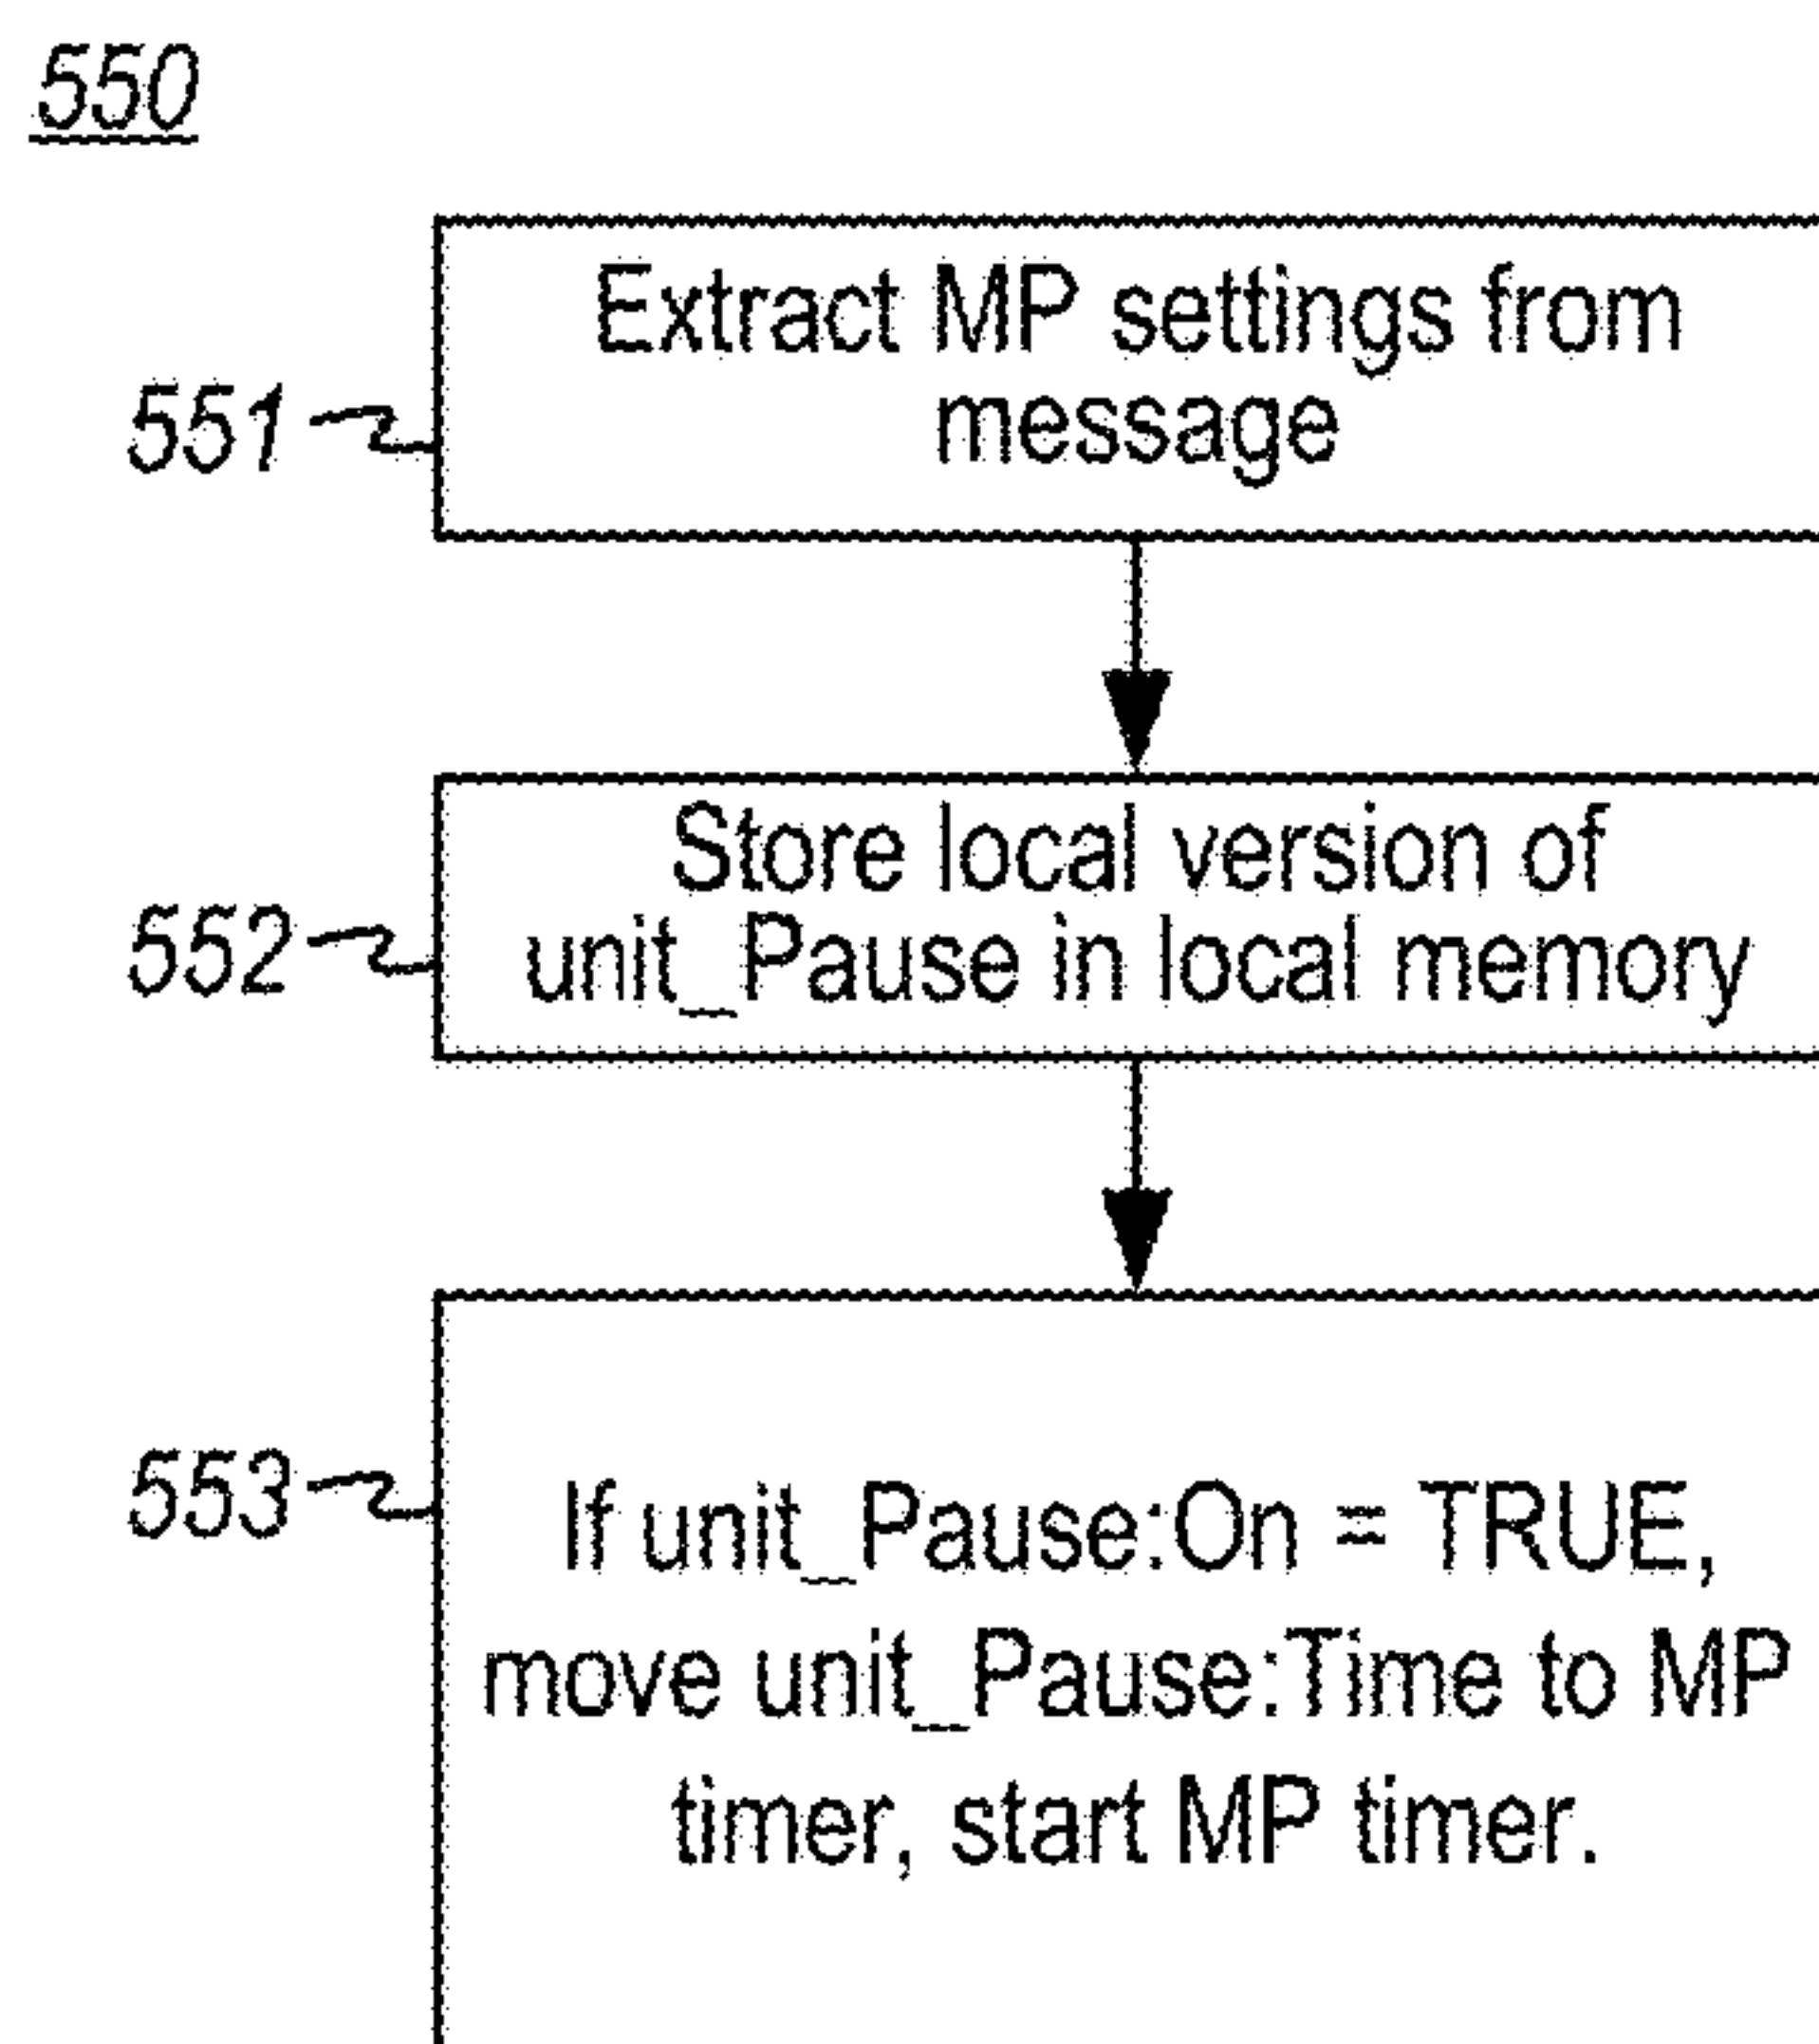 550
Extract MP settings from
message
551
Store local version of
unit_Pause in local memory
552
553
If unit_Pause:On = TRUE,
move unit_Pause:Time to MP
timer, start MP timer.